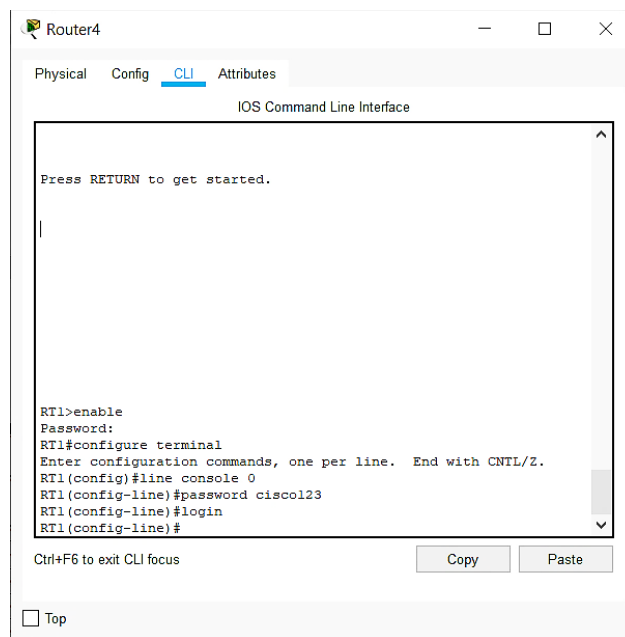 Router4
Physical Config CLI Attributes
IOS Command Line Interface
Press RETURN to get started.
RT1>enable
Password:
RT1#configure terminal
Enter configuration commands, one per line.  End with CNTL/Z.
RT1(config)#line console 0
RT1(config-line)#password cisco123
RT1(config-line)#login
RT1(config-line)#
Ctrl+F6 to exit CLI focus
Copy Paste
Top